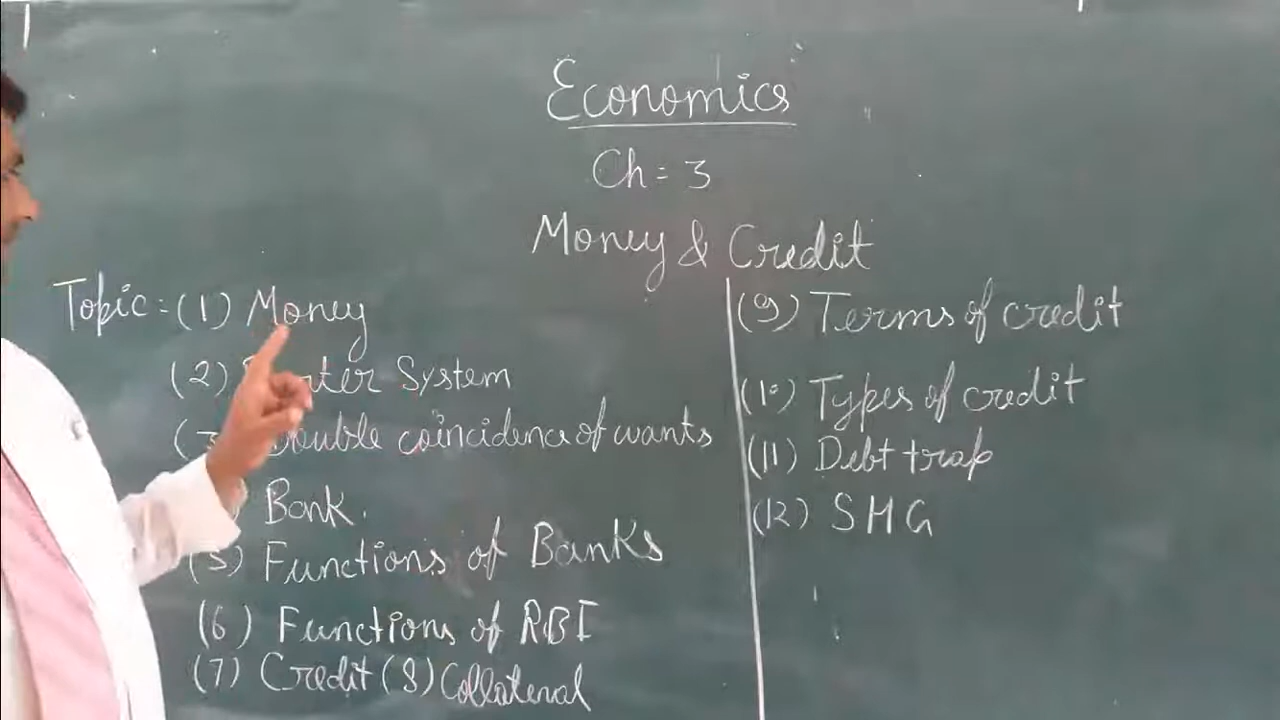 Economics
Ch = 3
Money & Credit
Topic = (1) Money
(2) Barter System
(3) Double coincidence of wants
Bank.
(5) Functions of Banks
(6) Functions of RBI
(7) Credit (8) Collateral
(9) Terms of credit
(10) Types of credit
(11) Debt trap
(12) SHG